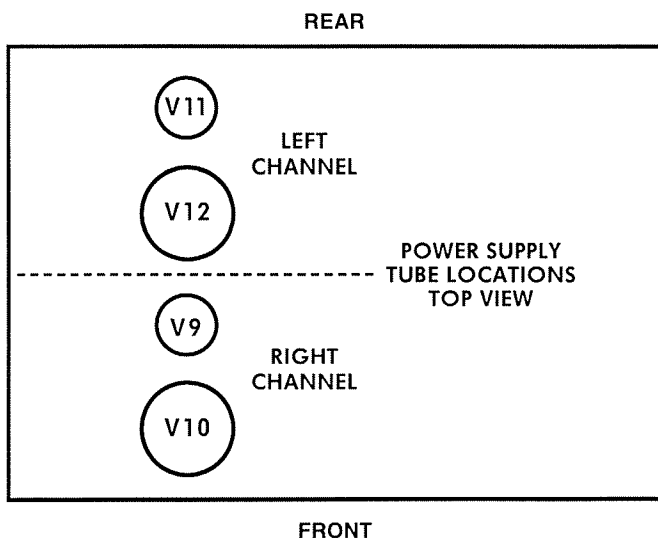 REAR
V11
LEFT
CHANNEL
V12
POWER SUPPLY
TUBE LOCATIONS
TOP VIEW
V9
RIGHT
CHANNEL
V10
FRONT